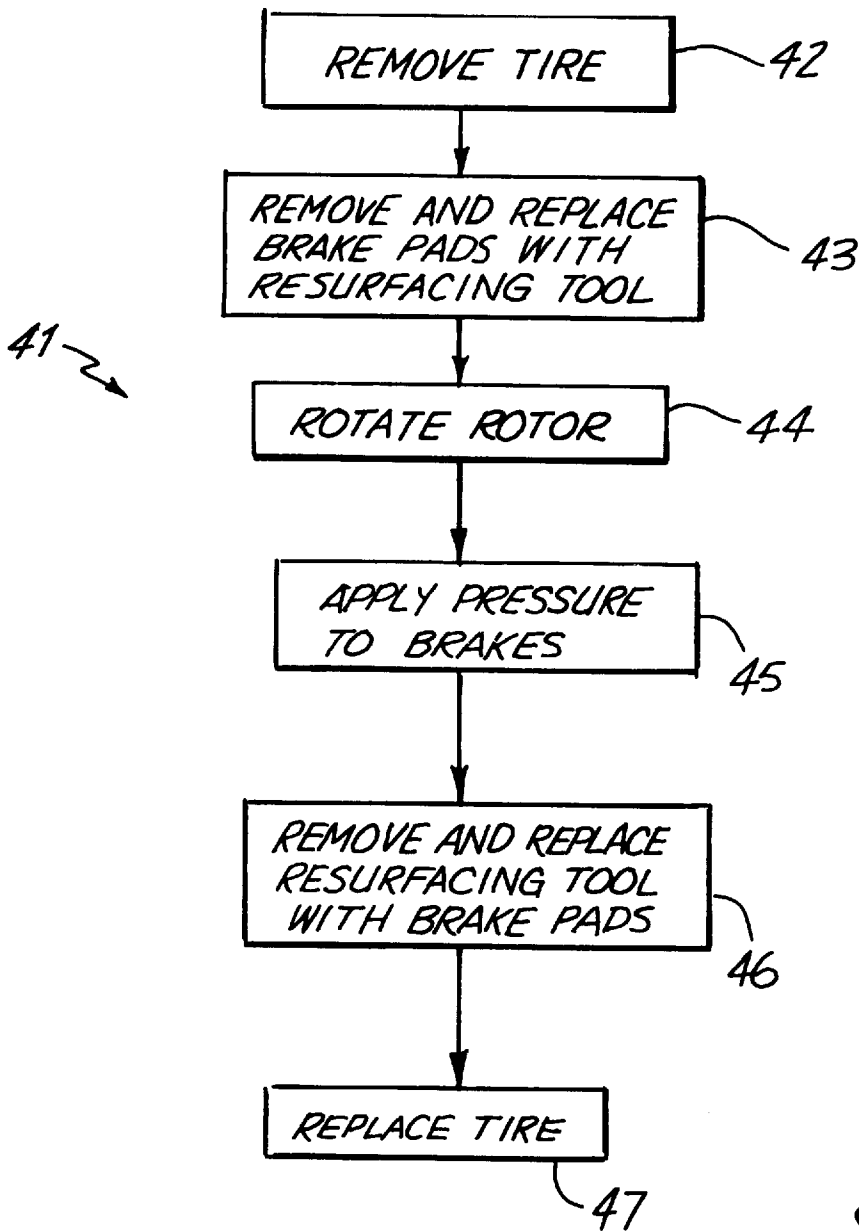 REMOVE TIRE
42
REMOVE AND REPLACE
BRAKE PADS WITH
RESURFACING TOOL
43
41
ROTATE ROTOR
44
APPLY PRESSURE
TO BRAKES
45
REMOVE AND REPLACE
RESURFACING TOOL
WITH BRAKE PADS
46
REPLACE TIRE
47